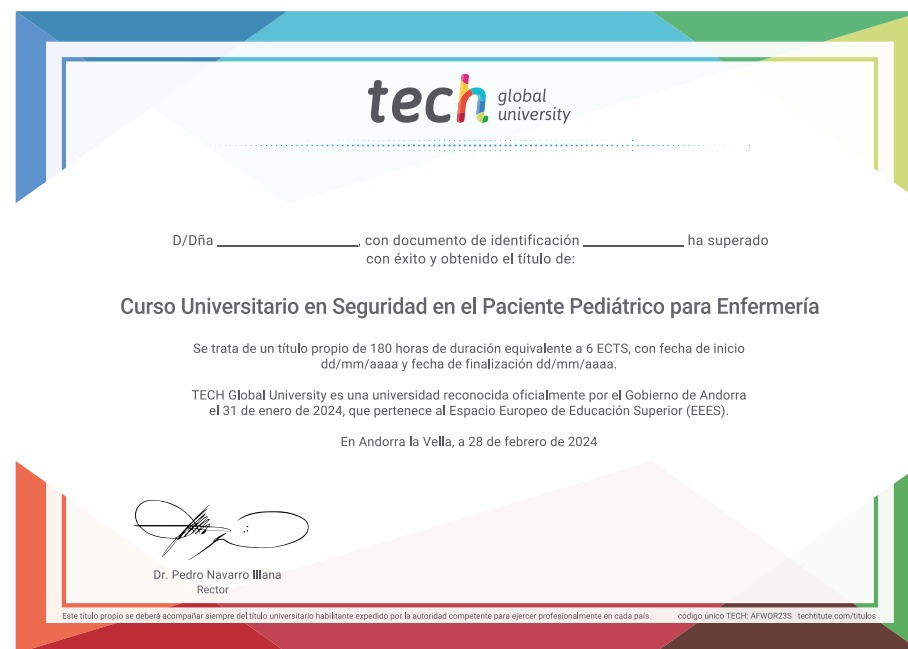 tech global
university
D/Dña ____________________, con documento de identificación ______________ ha superado
con éxito y obtenido el título de:
Curso Universitario en Seguridad en el Paciente Pediátrico para Enfermería
Se trata de un título propio de 180 horas de duración equivalente a 6 ECTS, con fecha de inicio
dd/mm/aaaa y fecha de finalización dd/mm/aaaa.
TECH Global University es una universidad reconocida oficialmente por el Gobierno de Andorra
el 31 de enero de 2024, que pertenece al Espacio Europeo de Educación Superior (EEES).
En Andorra la Vella, a 28 de febrero de 2024
Dr. Pedro Navarro Illana
Rector
Este título propio se deberá acompañar siempre del título universitario habilitante expedido por la autoridad competente para ejercer profesionalmente en cada país. código único TECH: AFWOR23S techtitute.com/titulos